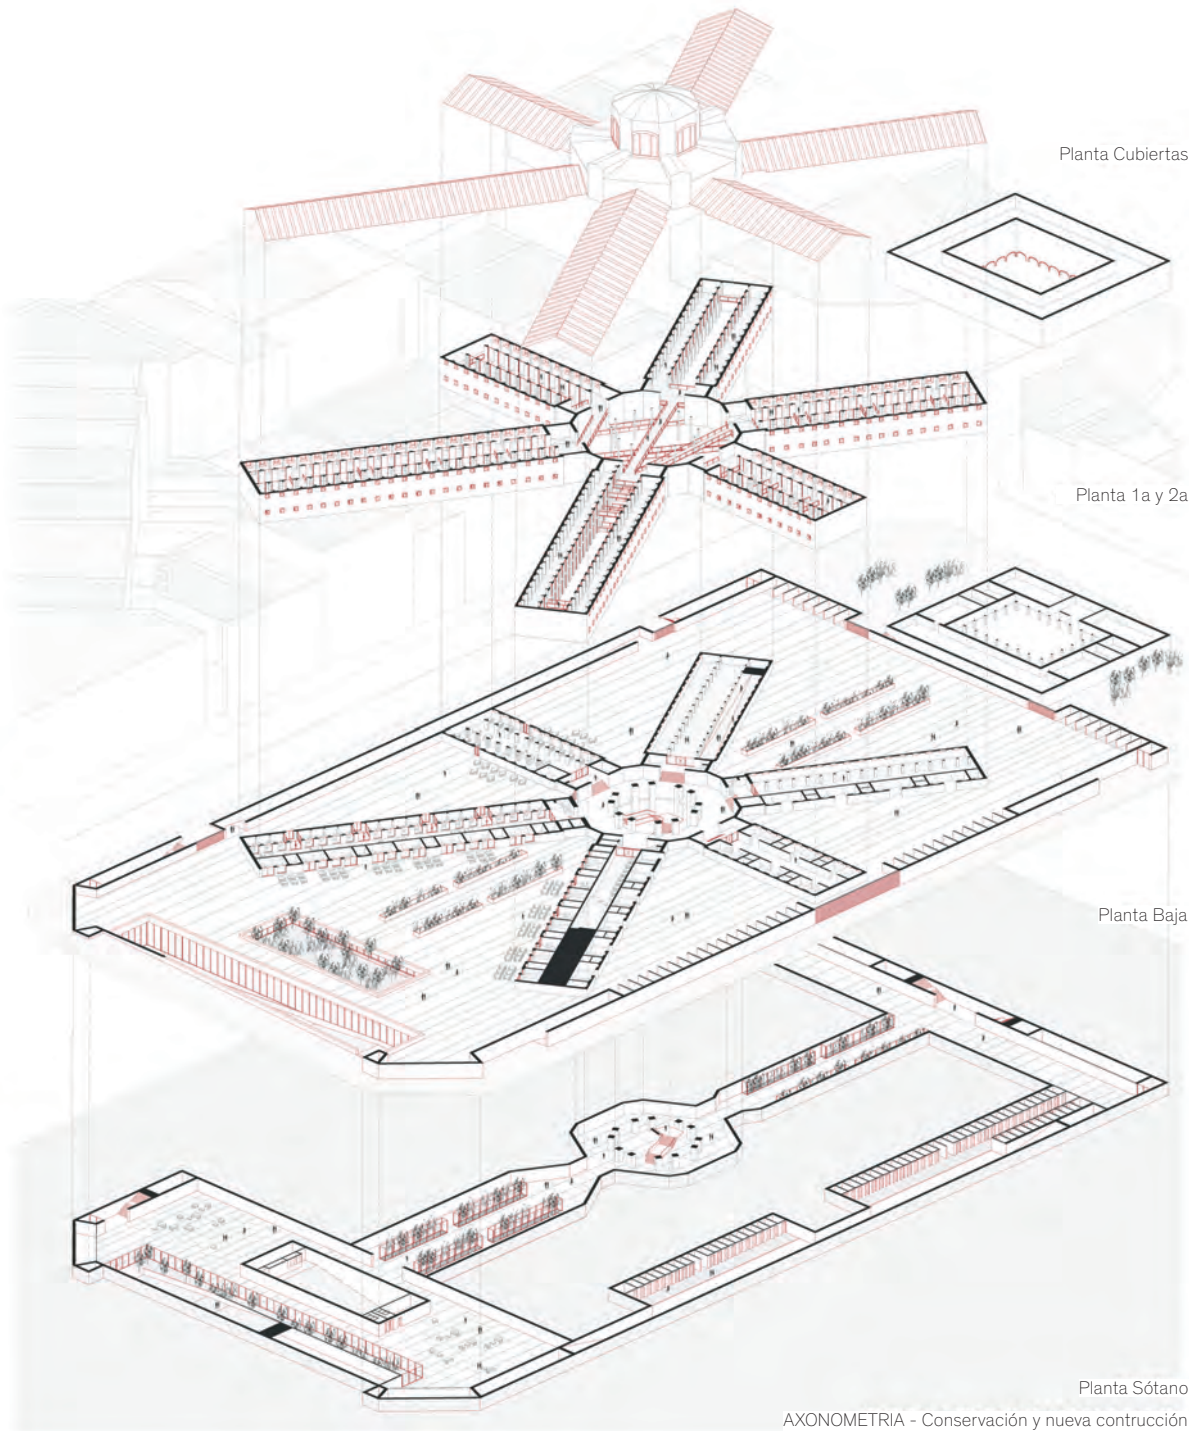 Planta Cubiertas
Planta 1a y 2a
Planta Baja
Planta Sótano
AXONOMETRIA - Conservación y nueva contrucción